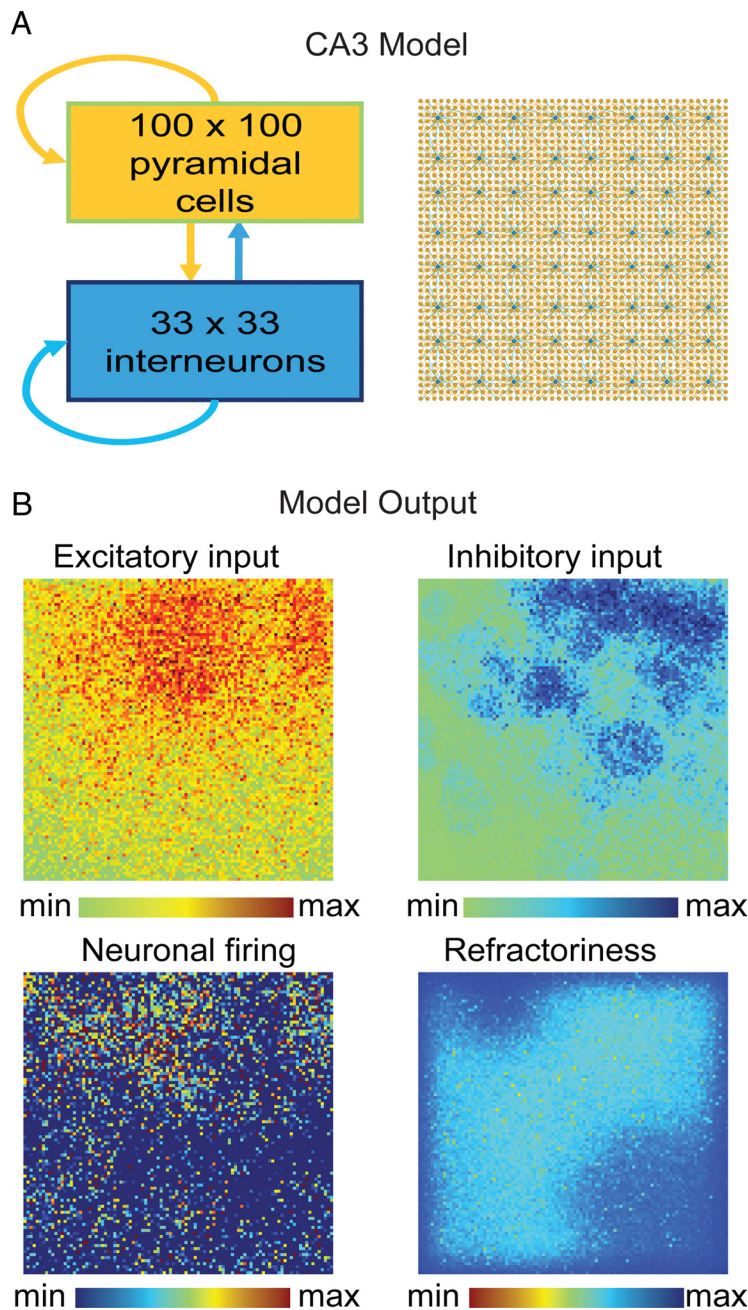 A
CA3 Model
100 x 100
pyramidal
cells
33 x 33
interneurons
B
Model Output
Excitatory input
Inhibitory input
min max
min max
Neuronal firing
Refractoriness
min max
min max